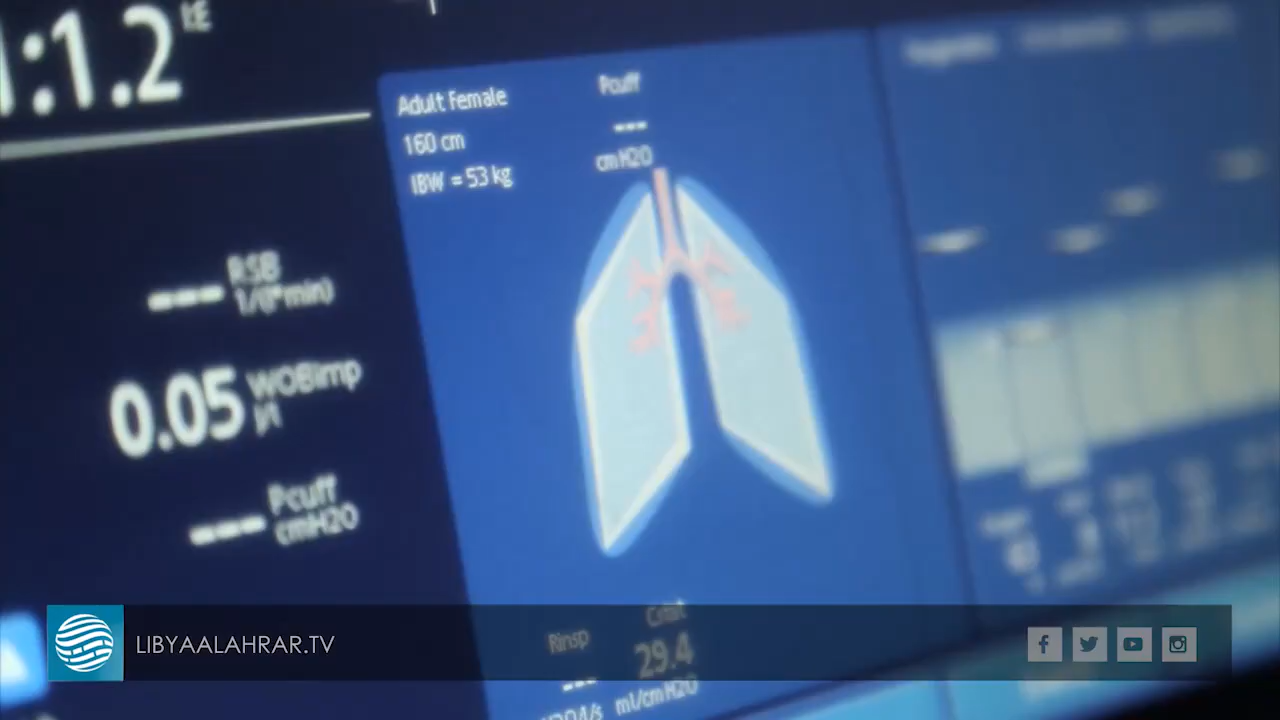 1:1.2
I:E
Adult Female
160 cm
IBW = 53 kg
Pcuff
---
cmH2O
---
RSB
1/(l*min)
0.05
WOBimp
J/l
---
Pcuff
cmH2O
Rinsp
---
Cstat
29.4
ml/cmH2O
LIBYAALAHRAR.TV